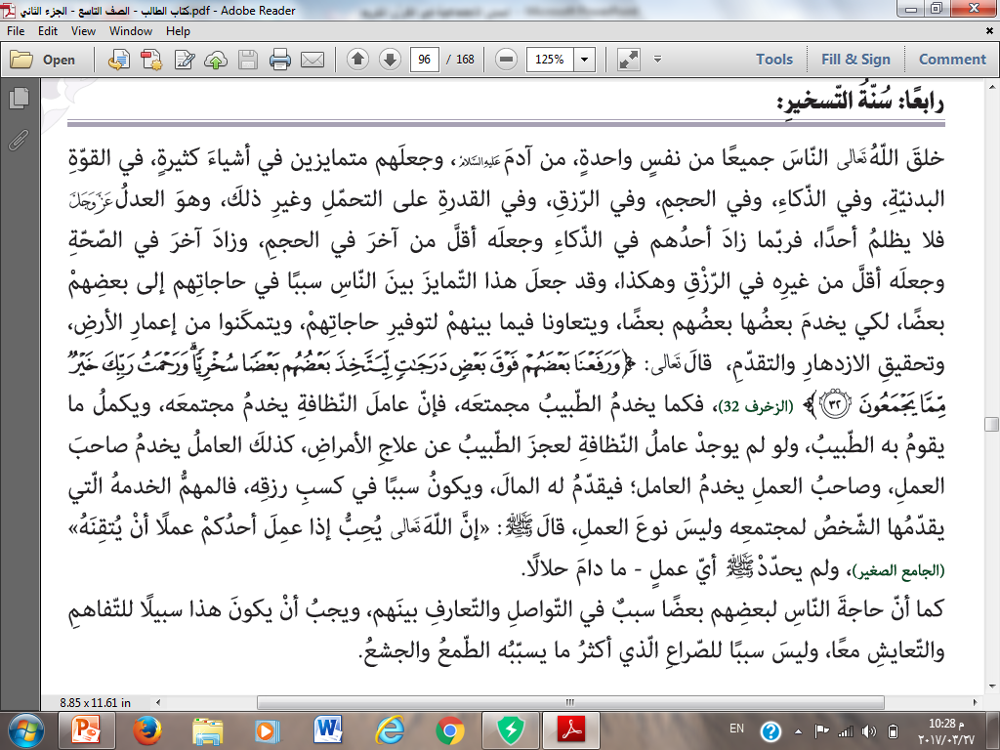 كتاب الطالب - الصف التاسع - الجزء الثاني.pdf - Adobe Reader
File Edit View Window Help
Open 96 / 168 125% Tools Fill & Sign Comment
رابعًا: سُنّةُ التّسخيرِ:
خلقَ اللّهُ تَعَالى النّاسَ جميعًا من نفسٍ واحدةٍ، من آدمَ عَلَيْهِ السَّلَامُ، وجعلَهم متمايزين في أشياءَ كثيرةٍ، في القوّةِ
البدنيّةِ، وفي الذّكاءِ، وفي الحجمِ، وفي الرّزقِ، وفي القدرةِ على التحمّلِ وغيرِ ذلكَ، وهوَ العدلُ عَزَّ وَجَلَّ
فلا يظلمُ أحدًا، فربّما زادَ أحدُهم في الذّكاءِ وجعلَه أقلَّ من آخرَ في الحجمِ، وزادَ آخرَ في الصّحّةِ
وجعلَه أقلَّ من غيرِه في الرّزْقِ وهكذا، وقد جعلَ هذا التّمايزَ بينَ النّاسِ سببًا في حاجاتِهم إلى بعضِهمْ
بعضًا، لكي يخدمَ بعضُها بعضُهم بعضًا، ويتعاونا فيما بينهمْ لتوفيرِ حاجاتِهمْ، ويتمكَنوا من إعمارِ الأرضِ،
وتحقيقِ الازدهارِ والتقدّمِ، قالَ تَعَالى: ﴿وَرَفَعْنَا بَعْضَهُمْ فَوْقَ بَعْضٍ دَرَجَاتٍ لِّيَتَّخِذَ بَعْضُهُم بَعْضًا سُخْرِيًّا ۗ وَرَحْمَتُ رَبِّكَ خَيْرٌ
مِّمَّا يَجْمَعُونَ ٣٢﴾ (الزخرف 32)، فكما يخدمُ الطّبيبُ مجمتعَه، فإنّ عاملَ النّظافةِ يخدمُ مجتمعَه، ويكملُ ما
يقومُ به الطّبيبُ، ولو لم يوجدْ عاملُ النّظافةِ لعجزَ الطّبيبُ عن علاجِ الأمراضِ، كذلكَ العاملُ يخدمُ صاحبَ
العملِ، وصاحبُ العملِ يخدمُ العامل؛ فيقدّمُ له المالَ، ويكونُ سببًا في كسبِ رزقِه، فالمهمُّ الخدمهُ الّتي
يقدّمُها الشّخصُ لمجتمعِه وليسَ نوعَ العملِ، قالَ ﷺ: «إنَّ اللّهَ تَعَالى يُحِبُّ إذا عمِلَ أحدُكمْ عملًا أنْ يُتقِنَهُ»
(الجامع الصغير)، ولم يحدّدْ ﷺ أيّ عملٍ - ما دامَ حلالًا.
كما أنّ حاجةَ النّاسِ لبعضِهم بعضًا سببٌ في التّواصلِ والتّعارفِ بينَهم، ويجبُ أنْ يكونَ هذا سبيلًا للتّفاهمِ
والتّعايشِ معًا، وليسَ سببًا للصّراعِ الّذي أكثرُ ما يسبّبُه الطّمعُ والجشعُ.
8.85 x 11.61 in
EN 10:28 م
٢٠١٧/٠٣/٢٧